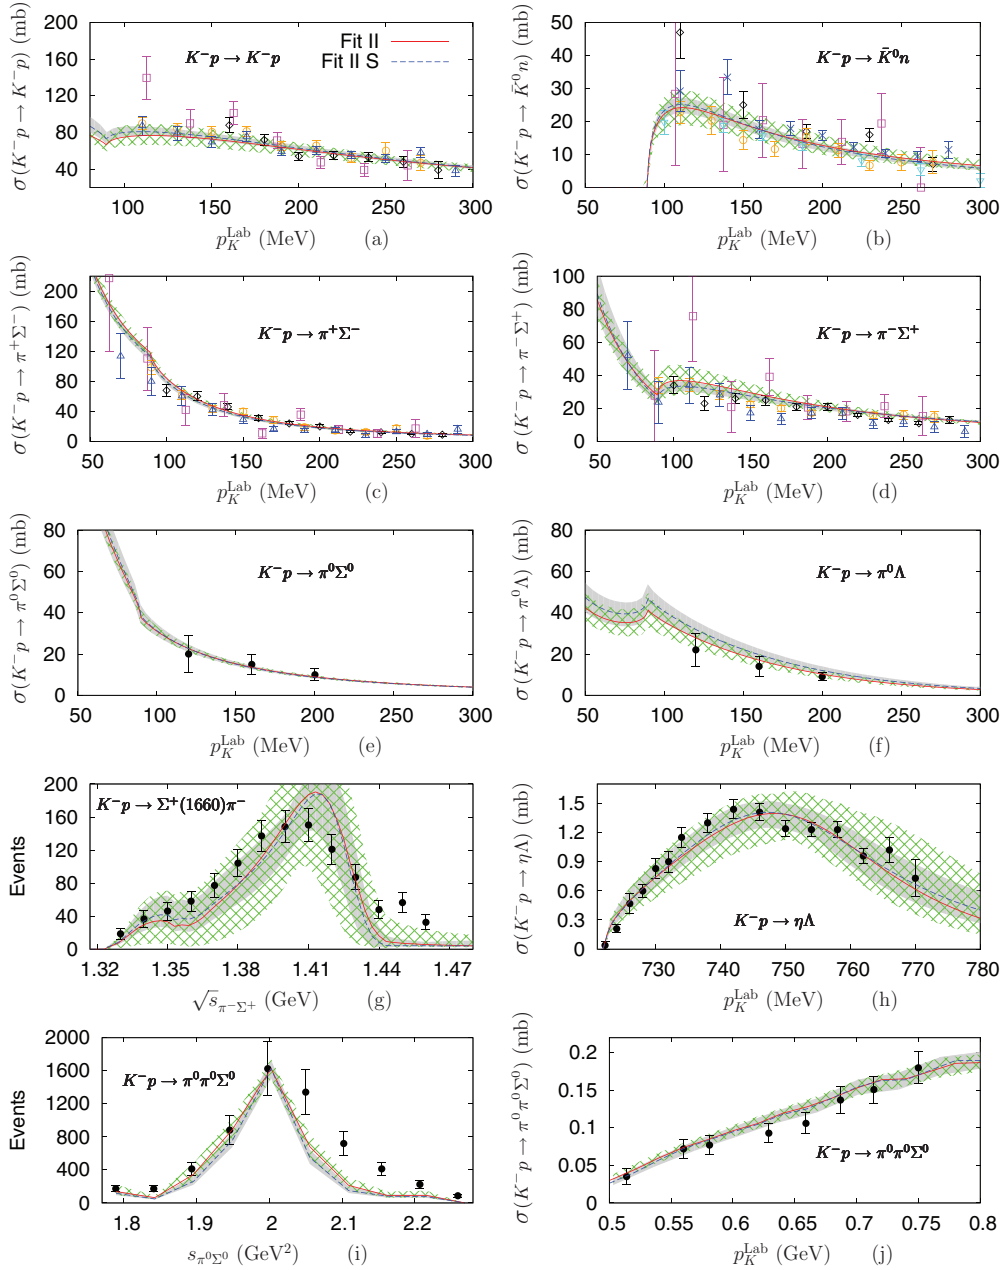 200
160
120
80
40
σ(K⁻p → K⁻p) (mb)
K⁻p → K⁻p
Fit II
Fit II S
100 150 200 250 300
p_K^Lab (MeV) (a)
50
40
30
20
10
0
σ(K⁻p → K̄⁰n) (mb)
K⁻p → K̄⁰n
100 150 200 250 300
p_K^Lab (MeV) (b)
200
160
120
80
40
0
σ(K⁻p → π⁺Σ⁻) (mb)
K⁻p → π⁺Σ⁻
50 100 150 200 250 300
p_K^Lab (MeV) (c)
100
80
60
40
20
0
σ(K⁻p → π⁻Σ⁺) (mb)
K⁻p → π⁻Σ⁺
50 100 150 200 250 300
p_K^Lab (MeV) (d)
80
60
40
20
0
σ(K⁻p → π⁰Σ⁰) (mb)
K⁻p → π⁰Σ⁰
50 100 150 200 250 300
p_K^Lab (MeV) (e)
80
60
40
20
0
σ(K⁻p → π⁰Λ) (mb)
K⁻p → π⁰Λ
50 100 150 200 250 300
p_K^Lab (MeV) (f)
200
160
120
80
40
0
Events
K⁻p → Σ⁺(1660)π⁻
1.32 1.35 1.38 1.41 1.44 1.47
√s_π⁻Σ⁺ (GeV) (g)
1.5
1.2
0.9
0.6
0.3
0
σ(K⁻p → ηΛ) (mb)
K⁻p → ηΛ
730 740 750 760 770 780
p_K^Lab (MeV) (h)
2000
1600
1200
800
400
0
Events
K⁻p → π⁰π⁰Σ⁰
1.8 1.9 2 2.1 2.2
s_π⁰Σ⁰ (GeV²) (i)
0.2
0.15
0.1
0.05
0
σ(K⁻p → π⁰π⁰Σ⁰) (mb)
K⁻p → π⁰π⁰Σ⁰
0.5 0.55 0.6 0.65 0.7 0.75 0.8
p_K^Lab (GeV) (j)